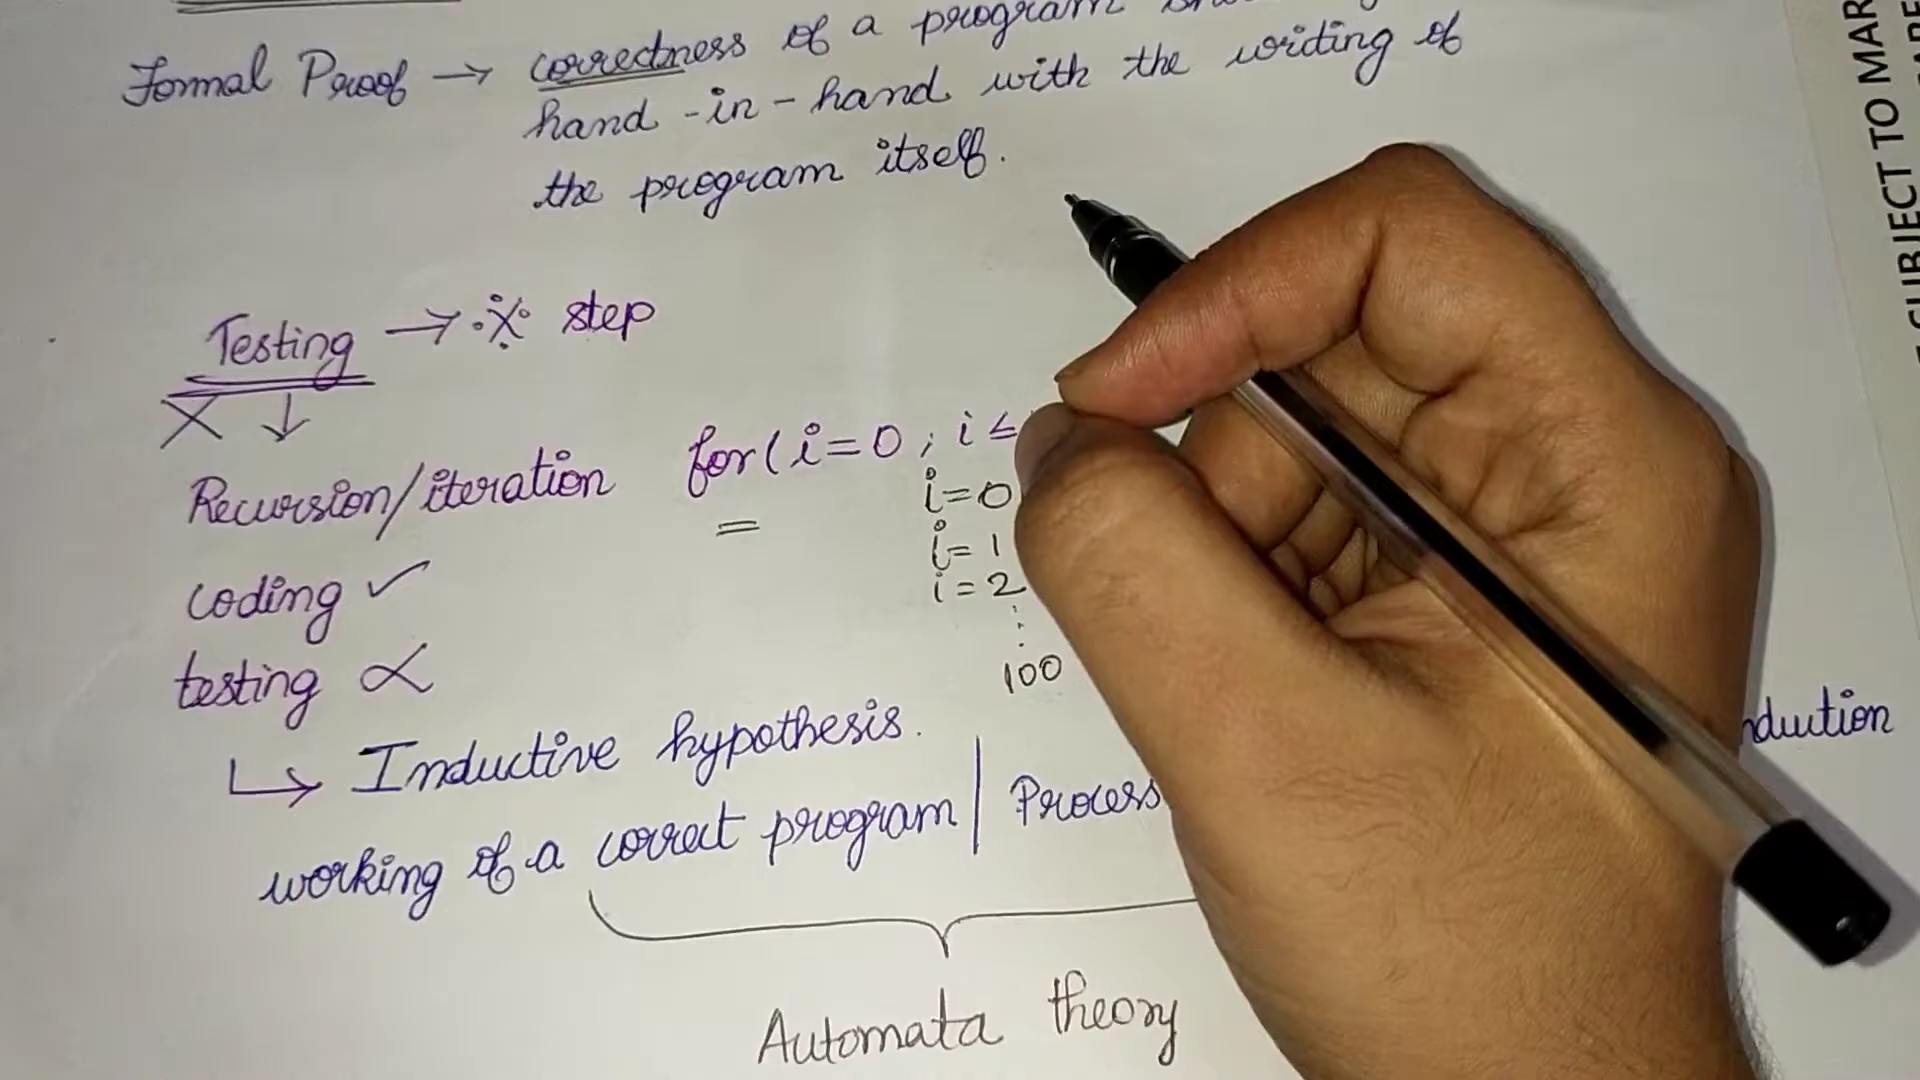 Formal Proof → correctness of a program
hand-in-hand with the writing of
the program itself.
Testing → step
X ↓
Recursion/iteration for(i=0; i≤
=
i=0
i=1
i=2
⋮
100
coding ✓
testing
↳ Inductive hypothesis.
working of a correct program | Process
Automata theory
SUBJECT TO MAR